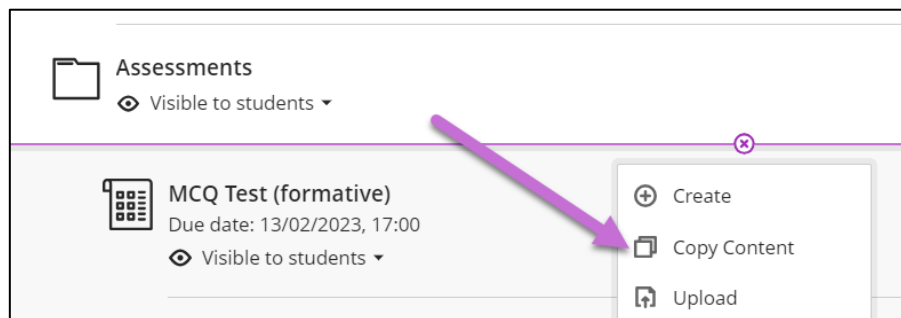 Assessments
Visible to students
MCQ Test (formative)
Due date: 13/02/2023, 17:00
Visible to students
Create
Copy Content
Upload